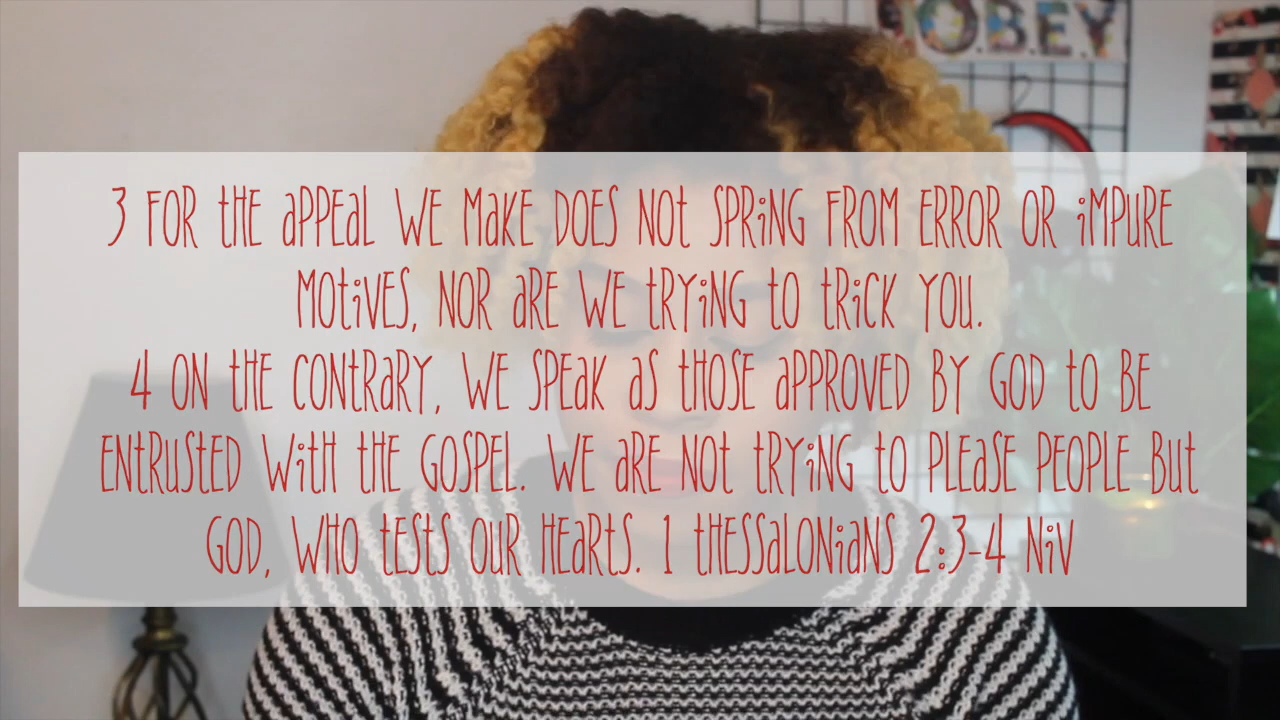 O.B.E.Y
3 For the appeal we make does not spring from error or impure
motives, nor are we trying to trick you.
4 On the contrary, we speak as those approved by God to be
entrusted with the gospel. We are not trying to please people but
God, who tests our hearts. 1 Thessalonians 2:3-4 NIV